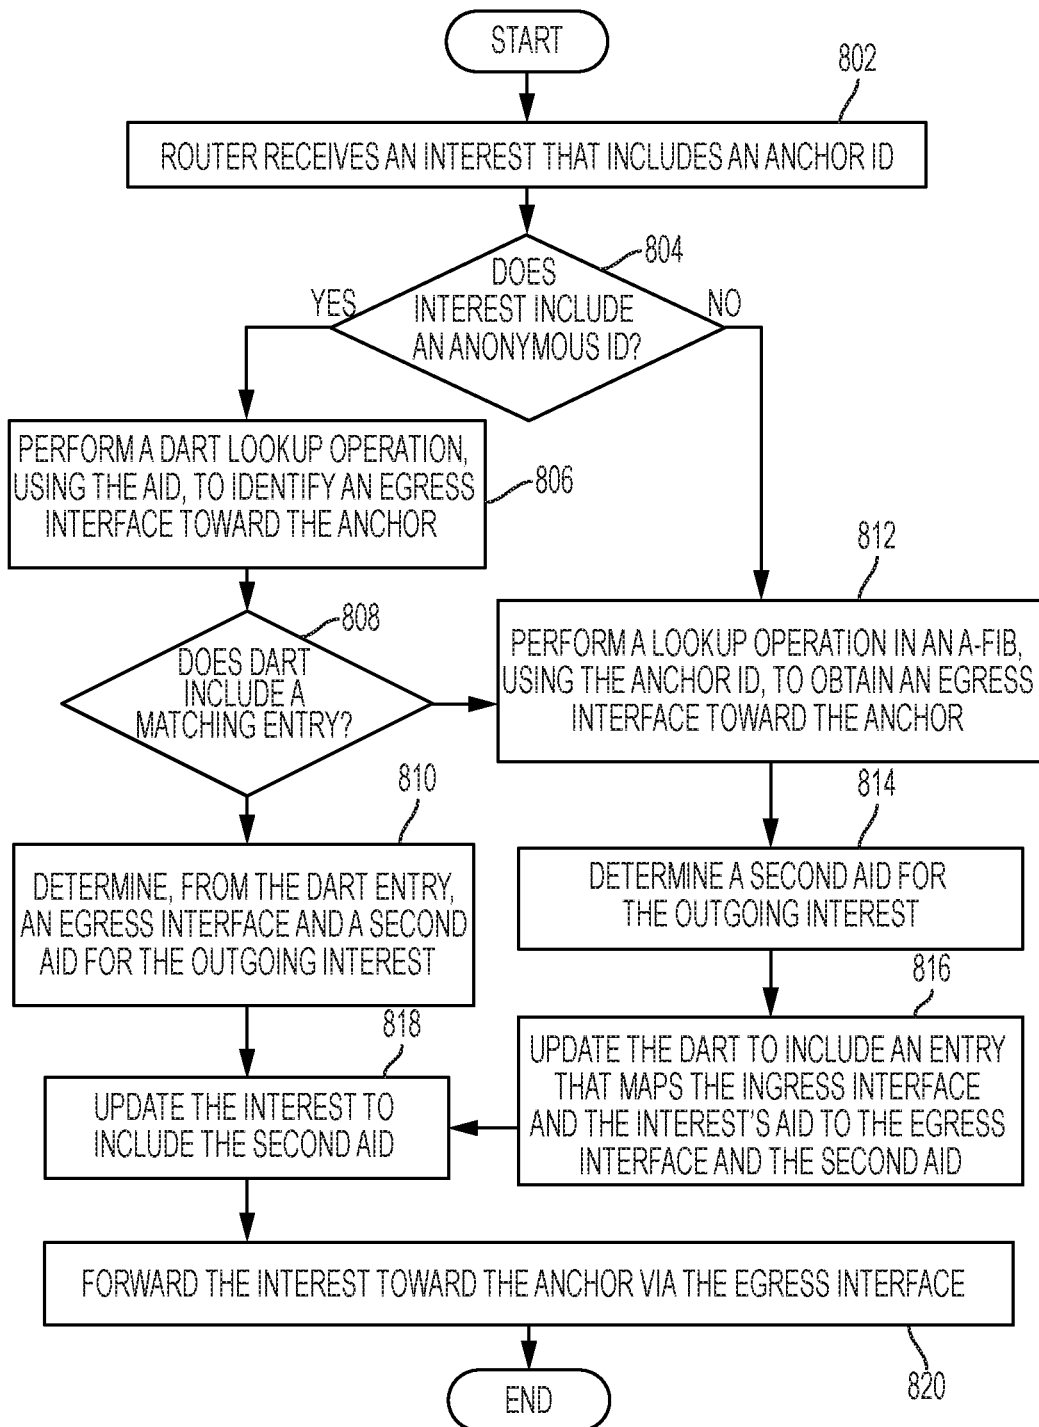 START
802
ROUTER RECEIVES AN INTEREST THAT INCLUDES AN ANCHOR ID
804
DOES
INTEREST INCLUDE
AN ANONYMOUS ID?
YES
NO
PERFORM A DART LOOKUP OPERATION,
USING THE AID, TO IDENTIFY AN EGRESS
INTERFACE TOWARD THE ANCHOR
806
808
DOES DART
INCLUDE A
MATCHING ENTRY?
812
PERFORM A LOOKUP OPERATION IN AN A-FIB,
USING THE ANCHOR ID, TO OBTAIN AN EGRESS
INTERFACE TOWARD THE ANCHOR
810
DETERMINE, FROM THE DART ENTRY,
AN EGRESS INTERFACE AND A SECOND
AID FOR THE OUTGOING INTEREST
814
DETERMINE A SECOND AID FOR
THE OUTGOING INTEREST
816
UPDATE THE DART TO INCLUDE AN ENTRY
THAT MAPS THE INGRESS INTERFACE
AND THE INTEREST'S AID TO THE EGRESS
INTERFACE AND THE SECOND AID
818
UPDATE THE INTEREST TO
INCLUDE THE SECOND AID
FORWARD THE INTEREST TOWARD THE ANCHOR VIA THE EGRESS INTERFACE
820
END